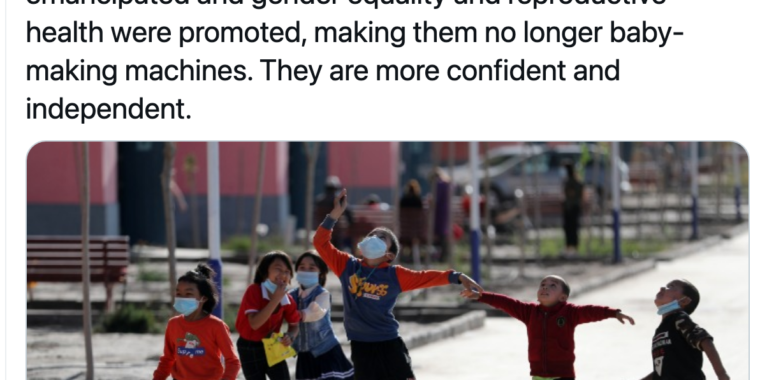 emancipated and gender equality and reproductive
health were promoted, making them no longer baby-
making machines. They are more confident and
independent.